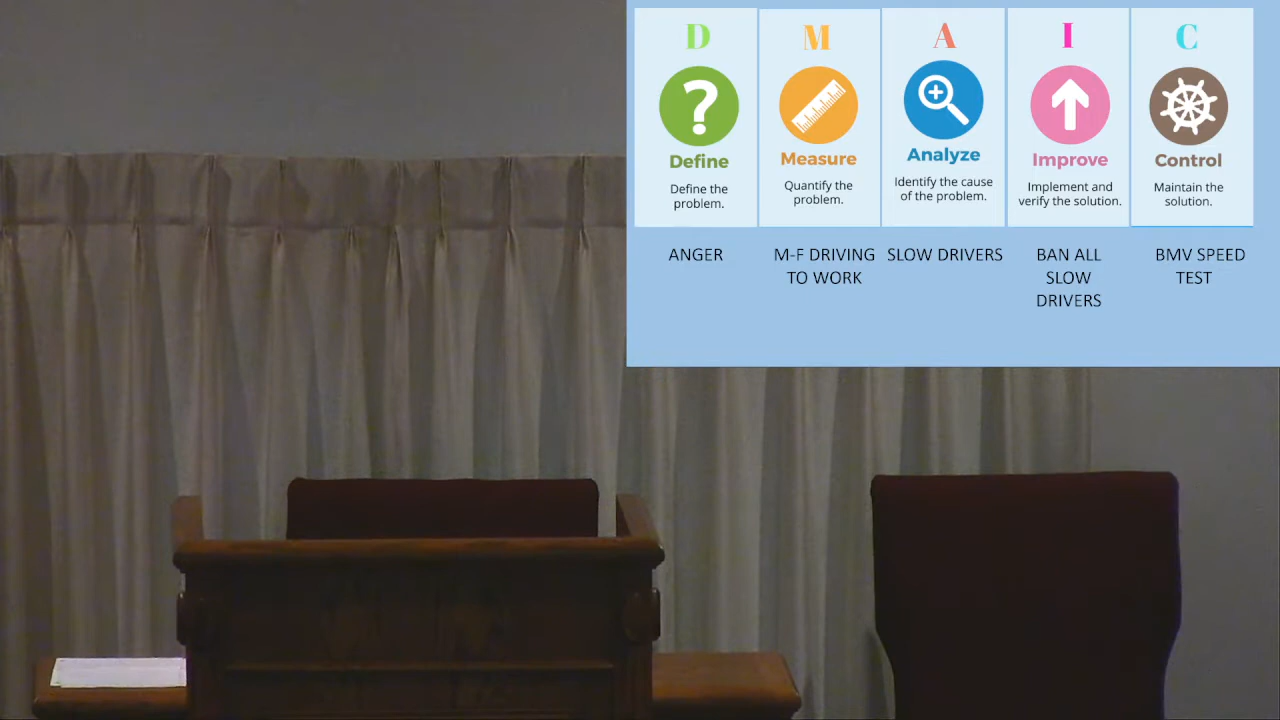 D
M
A
I
C
Define
Measure
Analyze
Improve
Control
Define the
problem.
Quantify the
problem.
Identify the cause
of the problem.
Implement and
verify the solution.
Maintain the
solution.
ANGER
M-F DRIVING
TO WORK
SLOW DRIVERS
BAN ALL
SLOW
DRIVERS
BMV SPEED
TEST